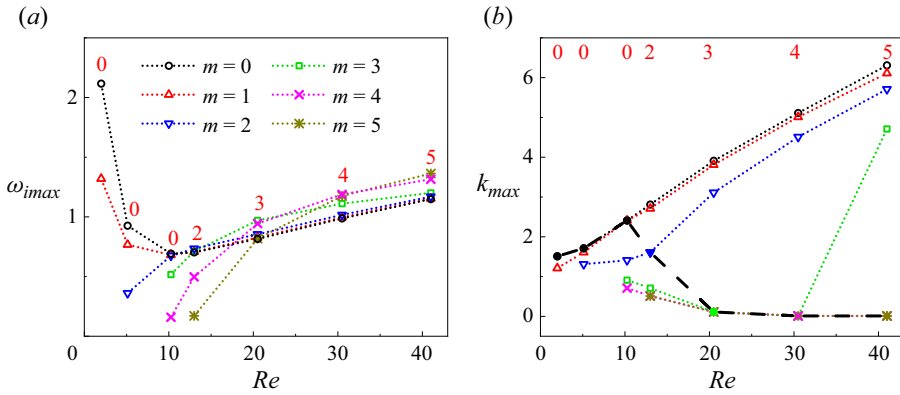 (a) (b)
0 0 0 0 2 3 4 5
m = 0 m = 3
m = 1 m = 4
m = 2 m = 5
2 6
5
4
ω_imax 0 3 4 k_max
1 0 2 2
0
0 10 20 30 40 0 10 20 30 40
Re Re